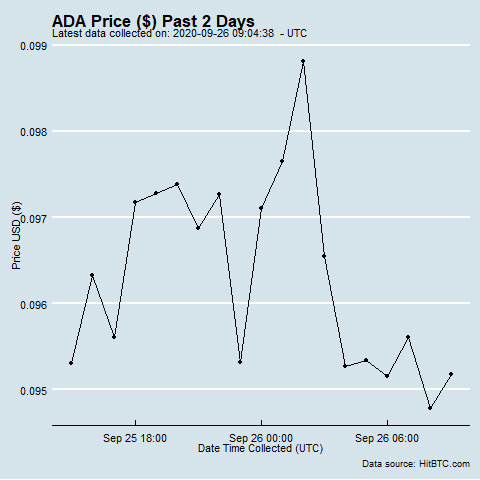 ADA Price ($) Past 2 Days
Latest data collected on: 2020-09-26 09:04:38  - UTC
0.099
0.098
0.097
0.096
0.095
Price USD ($)
Sep 25 18:00
Sep 26 00:00
Sep 26 06:00
Date Time Collected (UTC)
Data source: HitBTC.com